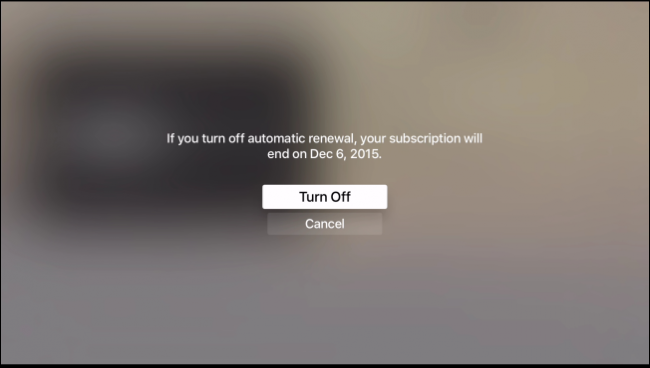 If you turn off automatic renewal, your subscription will
end on Dec 6, 2015.
Turn Off
Cancel